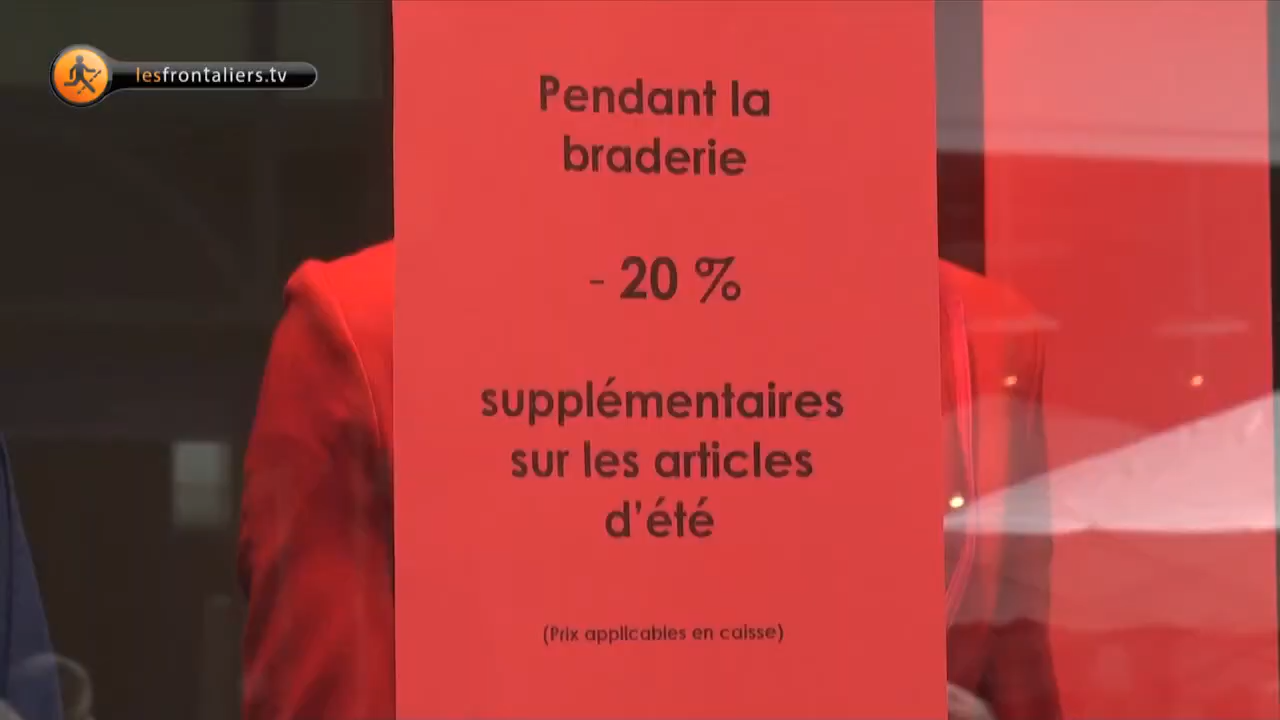 lesfrontaliers.tv
Pendant la
braderie
- 20 %
supplémentaires
sur les articles
d'été
(Prix applicables en caisse)